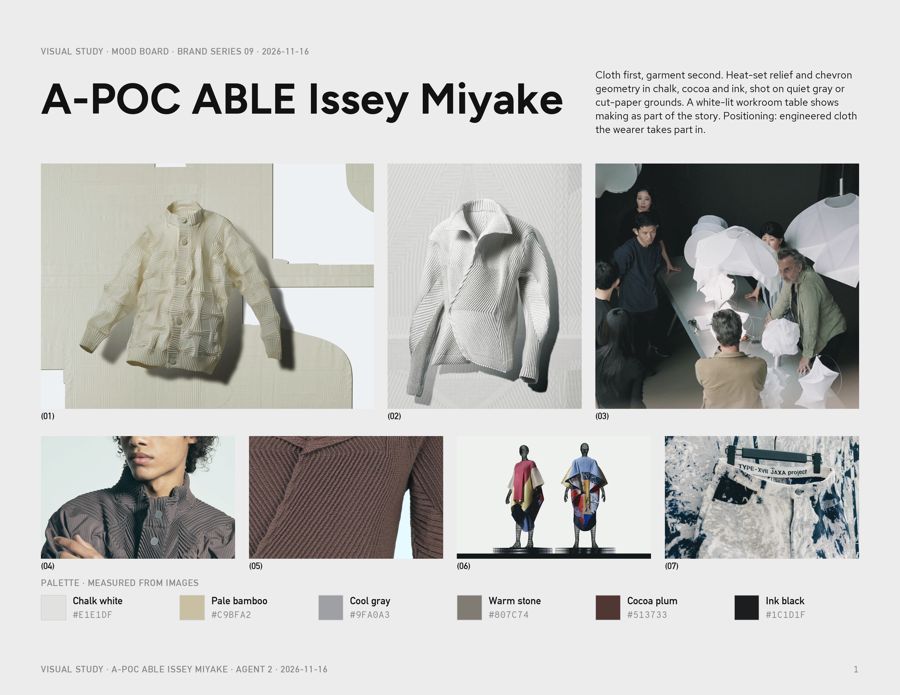 VISUAL STUDY · MOOD BOARD · BRAND SERIES 09 · 2026-11-16
A-POC ABLE Issey Miyake
Cloth first, garment second. Heat-set relief and chevron
geometry in chalk, cocoa and ink, shot on quiet gray or
cut-paper grounds. A white-lit workroom table shows
making as part of the story. Positioning: engineered cloth
the wearer takes part in.
(01)
(02)
(03)
TYPE-XVII JAXA project
(04)
(05)
(06)
(07)
PALETTE · MEASURED FROM IMAGES
Chalk white
#E1E1DF
Pale bamboo
#C9BFA2
Cool gray
#9FA0A3
Warm stone
#807C74
Cocoa plum
#513733
Ink black
#1C1D1F
VISUAL STUDY · A-POC ABLE ISSEY MIYAKE · AGENT 2 · 2026-11-16
1